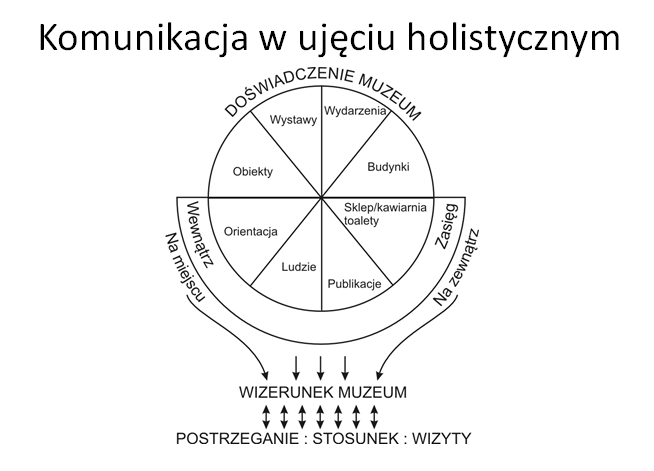 Komunikacja w ujęciu holistycznym
DOŚWIADCZENIE MUZEUM
Wystawy
Wydarzenia
Obiekty
Budynki
Orientacja
Sklep/kawiarnia
toalety
Ludzie
Publikacje
Wewnątrz
Zasięg
Na miejscu
Na zewnątrz
WIZERUNEK MUZEUM
POSTRZEGANIE : STOSUNEK : WIZYTY